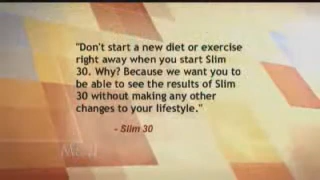 "Don't start a new diet or exercise
right away when you start Slim
30. Why? Because we want you to
be able to see the results of Slim
30 without making any other
changes to your lifestyle."
- Slim 30